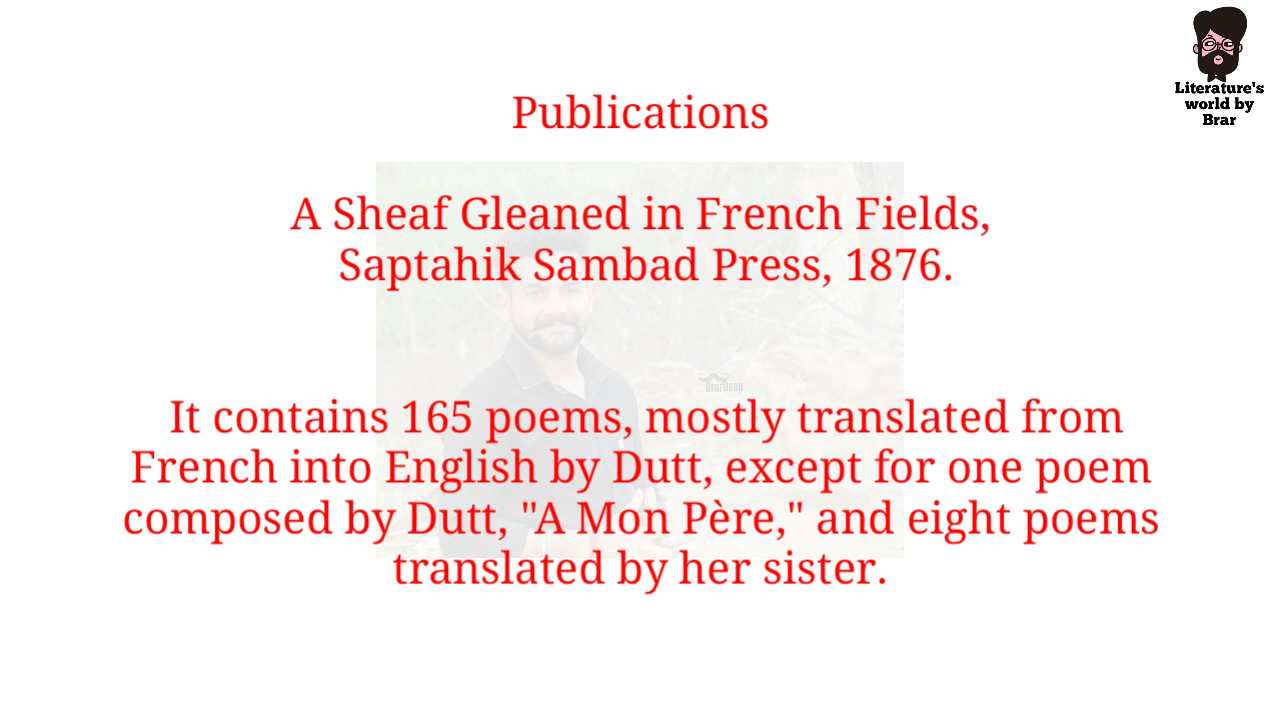 Literature's
world by
Brar
Publications
A Sheaf Gleaned in French Fields,
Saptahik Sambad Press, 1876.
BrarDeep
It contains 165 poems, mostly translated from
French into English by Dutt, except for one poem
composed by Dutt, "A Mon Père," and eight poems
translated by her sister.